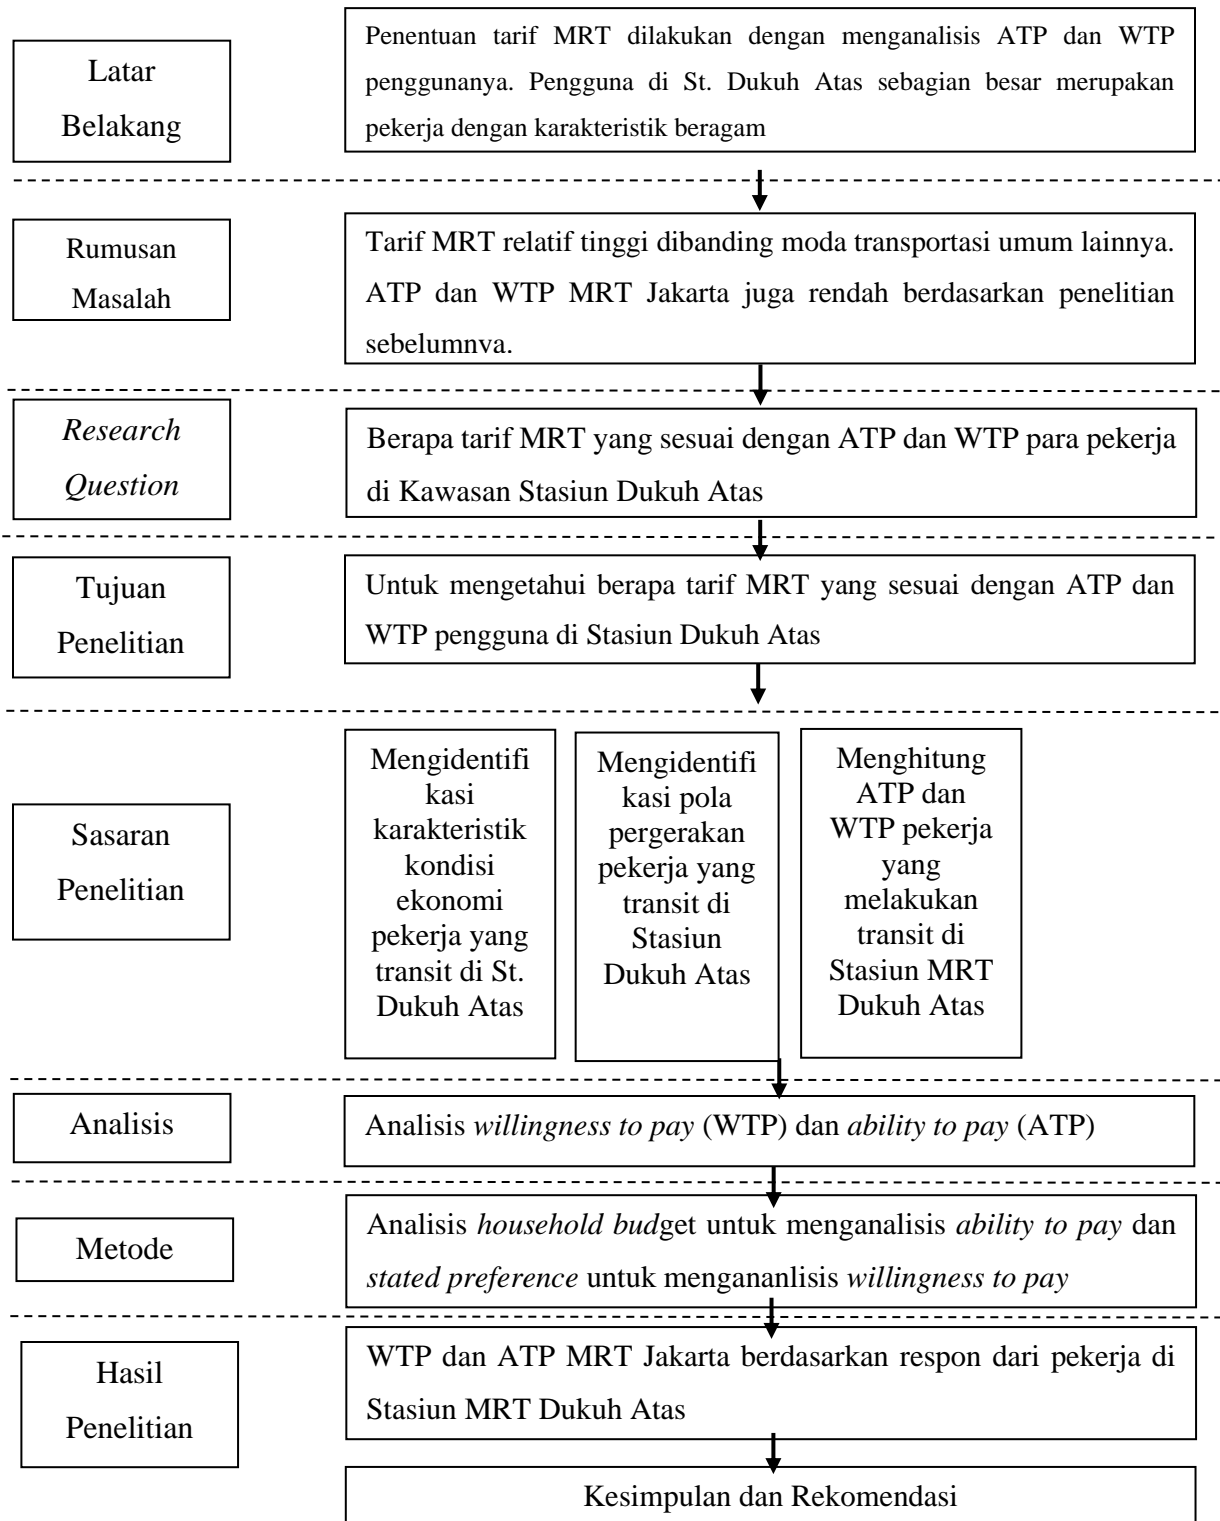 Latar
Belakang
Penentuan tarif MRT dilakukan dengan menganalisis ATP dan WTP
penggunanya. Pengguna di St. Dukuh Atas sebagian besar merupakan
pekerja dengan karakteristik beragam
Rumusan
Masalah
Tarif MRT relatif tinggi dibanding moda transportasi umum lainnya.
ATP dan WTP MRT Jakarta juga rendah berdasarkan penelitian
sebelumnya.
Research
Question
Berapa tarif MRT yang sesuai dengan ATP dan WTP para pekerja
di Kawasan Stasiun Dukuh Atas
Tujuan
Penelitian
Untuk mengetahui berapa tarif MRT yang sesuai dengan ATP dan
WTP pengguna di Stasiun Dukuh Atas
Sasaran
Penelitian
Mengidentifi
kasi
karakteristik
kondisi
ekonomi
pekerja yang
transit di St.
Dukuh Atas
Mengidentifi
kasi pola
pergerakan
pekerja yang
transit di
Stasiun
Dukuh Atas
Menghitung
ATP dan
WTP pekerja
yang
melakukan
transit di
Stasiun MRT
Dukuh Atas
Analisis
Analisis willingness to pay (WTP) dan ability to pay (ATP)
Metode
Analisis household budget untuk menganalisis ability to pay dan
stated preference untuk mengananlisis willingness to pay
Hasil
Penelitian
WTP dan ATP MRT Jakarta berdasarkan respon dari pekerja di
Stasiun MRT Dukuh Atas
Kesimpulan dan Rekomendasi